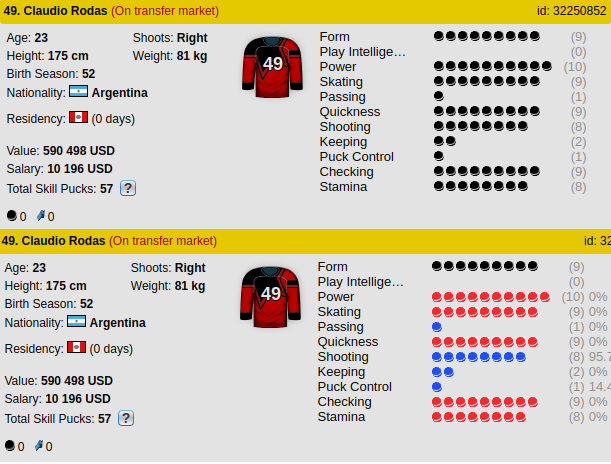 49. Claudio Rodas (On transfer market) id: 32250852
Age: 23 Shoots: Right
Height: 175 cm Weight: 81 kg
Birth Season: 52
Nationality: Argentina
Residency: (0 days)
Value: 590 498 USD
Salary: 10 196 USD
Total Skill Pucks: 57 ?
0 0
49
Form (9)
Play Intellige... (0)
Power (10)
Skating (9)
Passing (1)
Quickness (9)
Shooting (8)
Keeping (2)
Puck Control (1)
Checking (9)
Stamina (8)
49. Claudio Rodas (On transfer market) id: 32
Age: 23 Shoots: Right
Height: 175 cm Weight: 81 kg
Birth Season: 52
Nationality: Argentina
Residency: (0 days)
Value: 590 498 USD
Salary: 10 196 USD
Total Skill Pucks: 57 ?
0 0
49
Form (9)
Play Intellige... (0)
Power (10) 0%
Skating (9) 0%
Passing (1) 0%
Quickness (9) 0%
Shooting (8) 95.7
Keeping (2) 0%
Puck Control (1) 14.4
Checking (9) 0%
Stamina (8) 0%